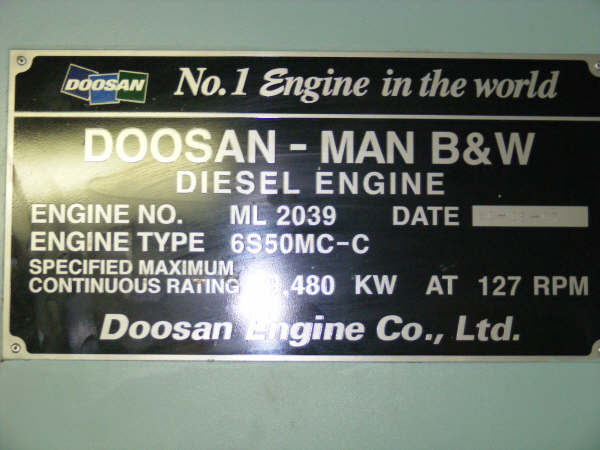 DOOSAN No.1 Engine in the world
DOOSAN - MAN B&W
DIESEL ENGINE
ENGINE NO. ML 2039 DATE
ENGINE TYPE 6S50MC-C
SPECIFIED MAXIMUM
CONTINUOUS RATING 9,480 KW AT 127 RPM
Doosan Engine Co., Ltd.